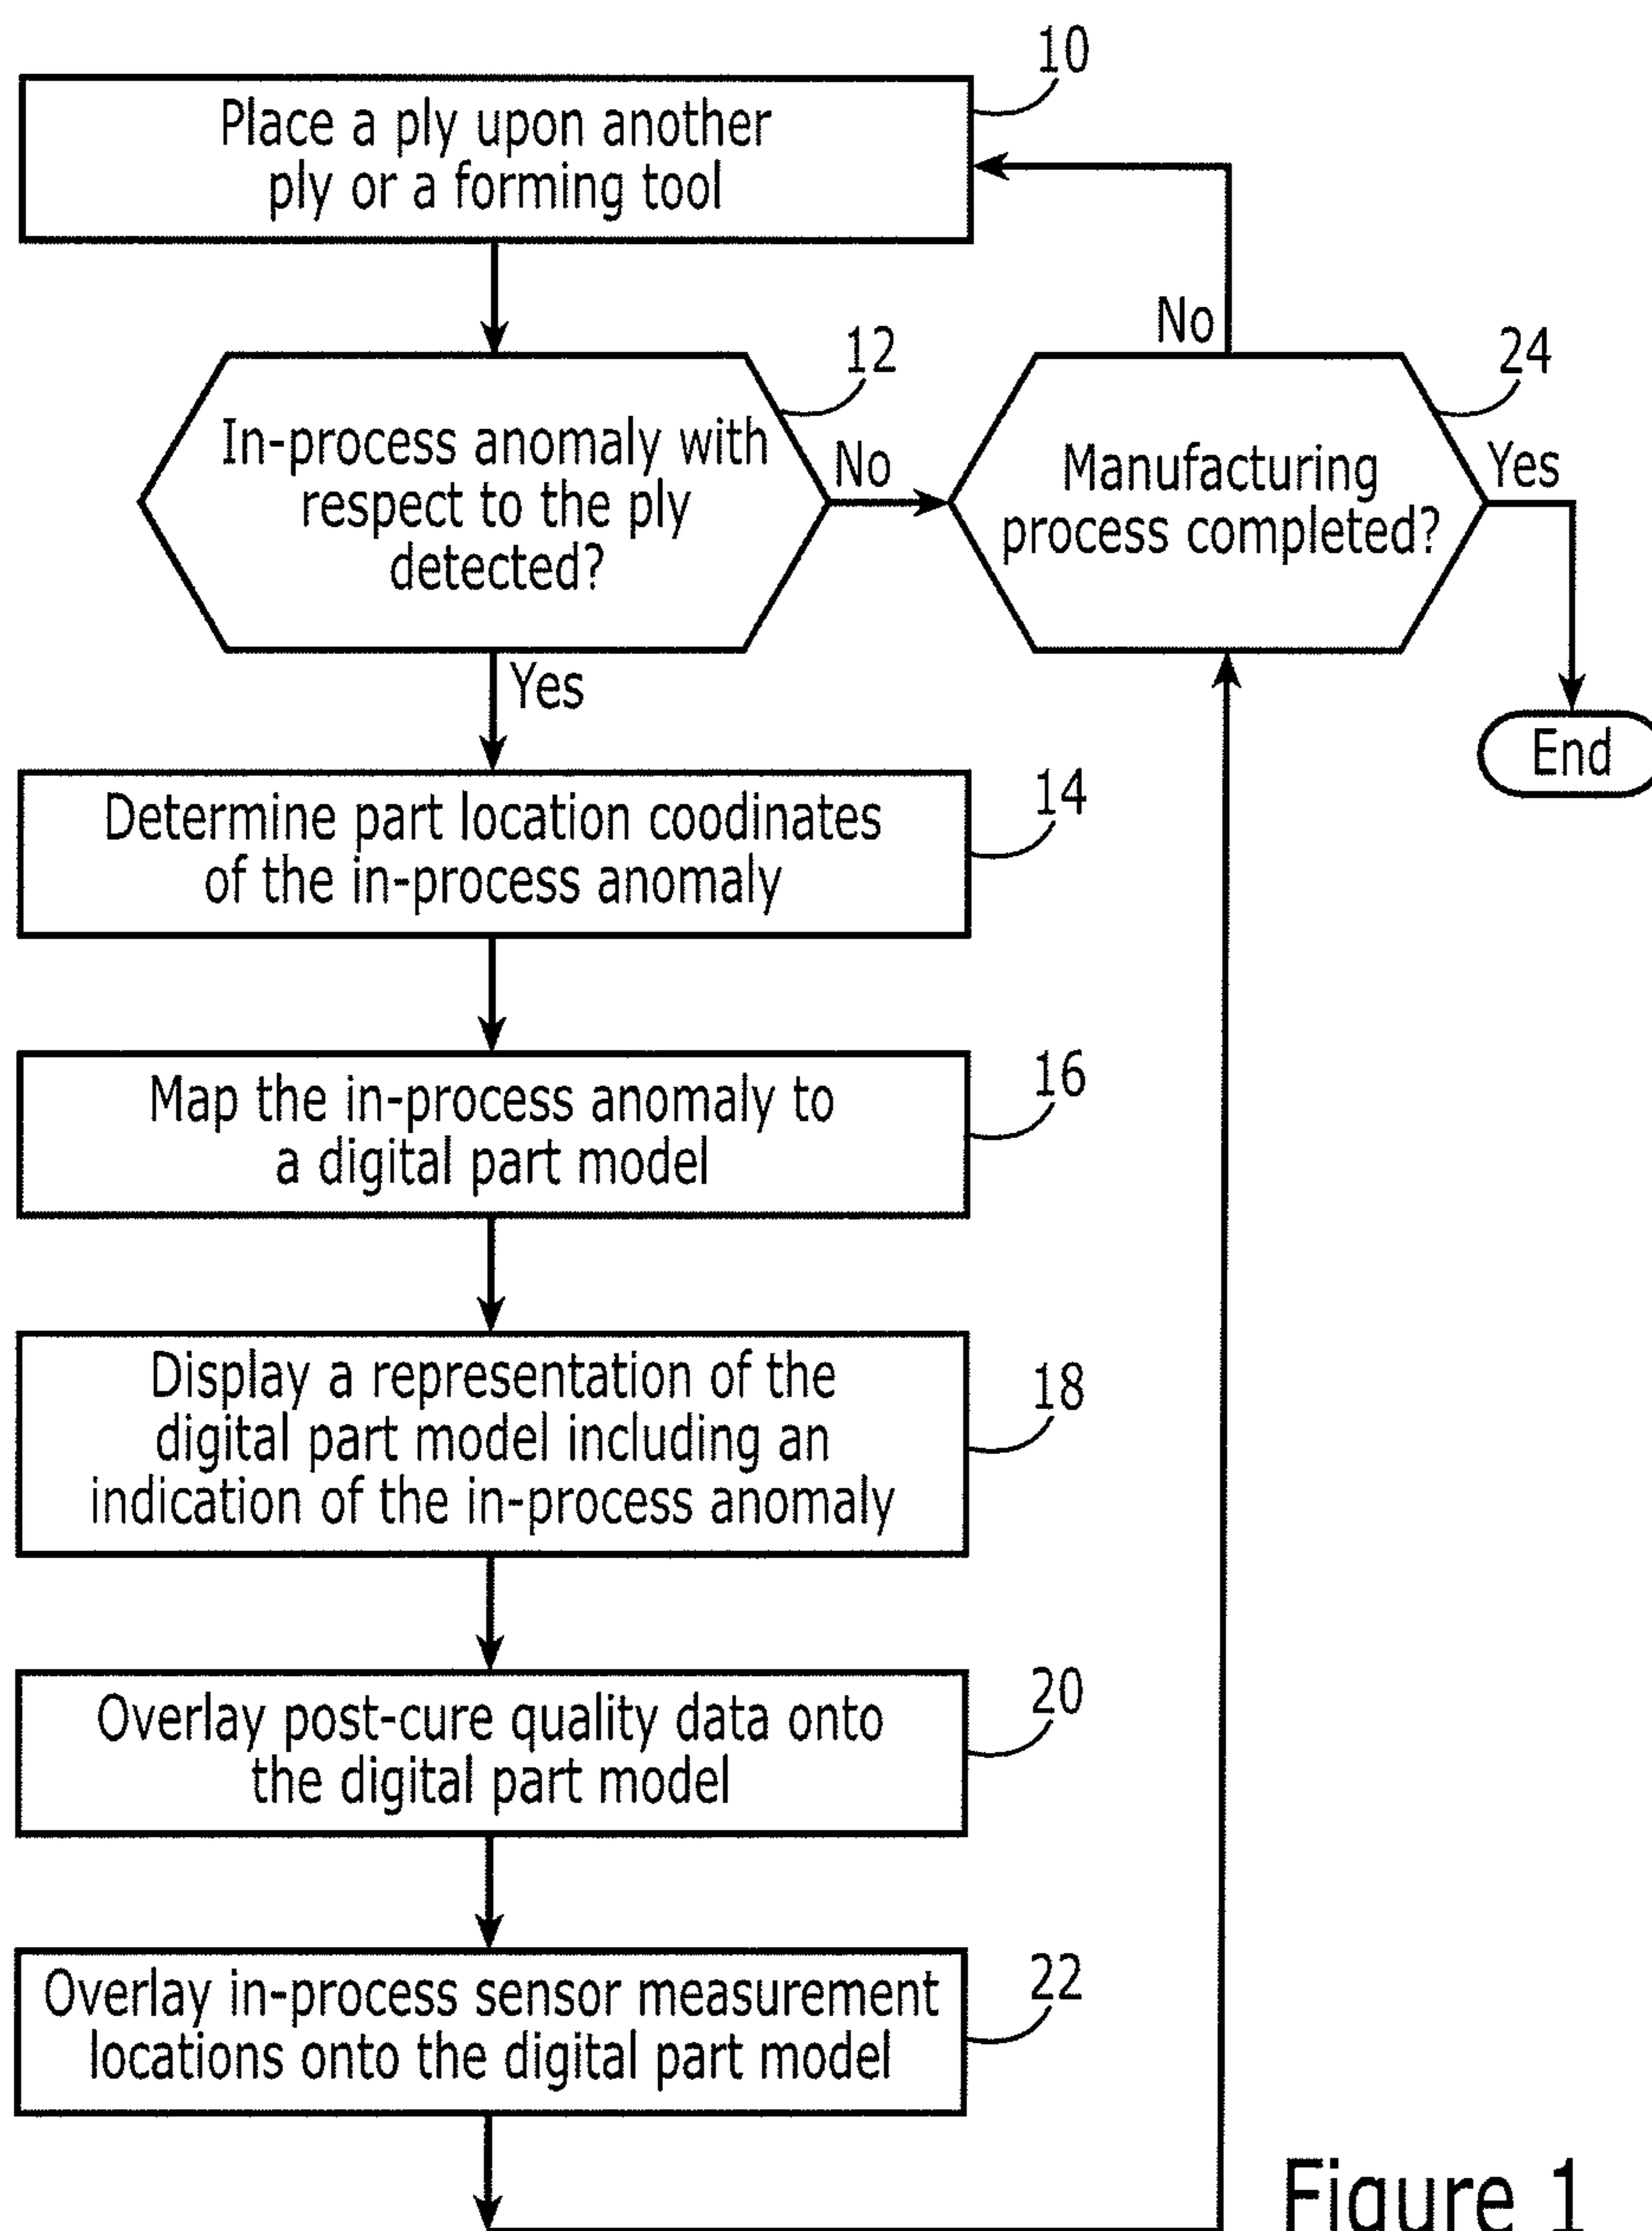 10
Place a ply upon another
ply or a forming tool
No
12
24
In-process anomaly with
respect to the ply
detected?
No
Manufacturing
process completed?
Yes
Yes
End
Determine part location coodinates
of the in-process anomaly
14
Map the in-process anomaly to
a digital part model
16
Display a representation of the
digital part model including an
indication of the in-process anomaly
18
Overlay post-cure quality data onto
the digital part model
20
Overlay in-process sensor measurement
locations onto the digital part model
22
Figure 1